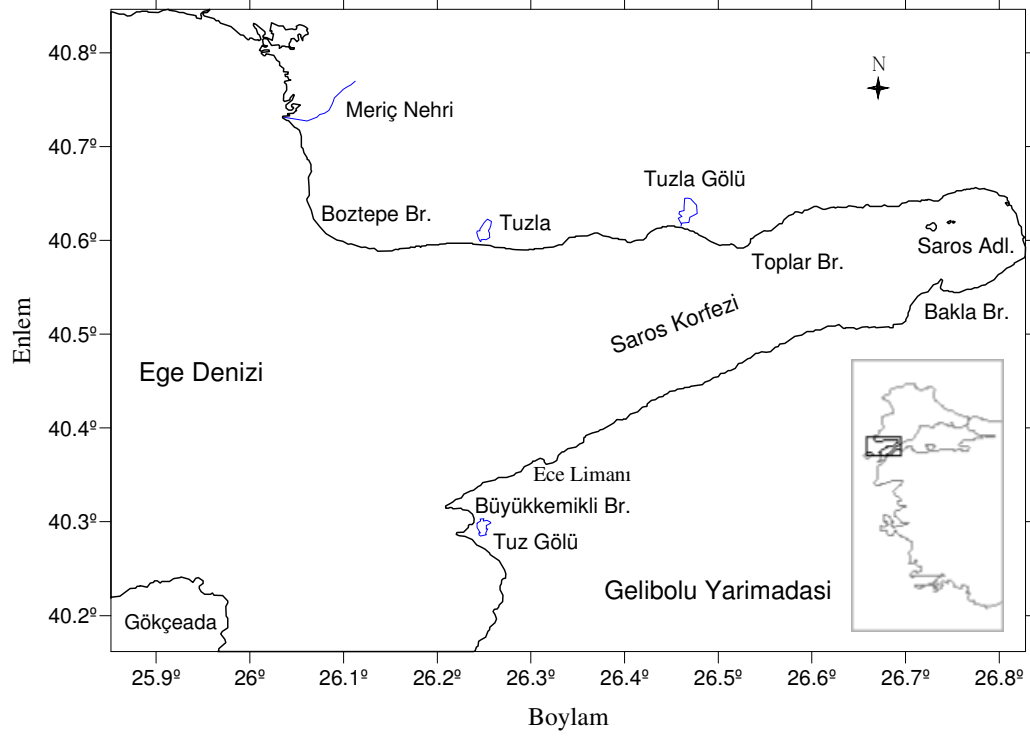 40.8º
40.7º
40.6º
40.5º
40.4º
40.3º
40.2º
Enlem
N
Meriç Nehri
Tuzla Gölü
Boztepe Br.
Tuzla
Saros Adl.
Toplar Br.
Saros Korfezi
Bakla Br.
Ege Denizi
Ece Limanı
Büyükkemikli Br.
Tuz Gölü
Gelibolu Yarimadasi
Gökçeada
25.9º 26º 26.1º 26.2º 26.3º 26.4º 26.5º 26.6º 26.7º 26.8º
Boylam